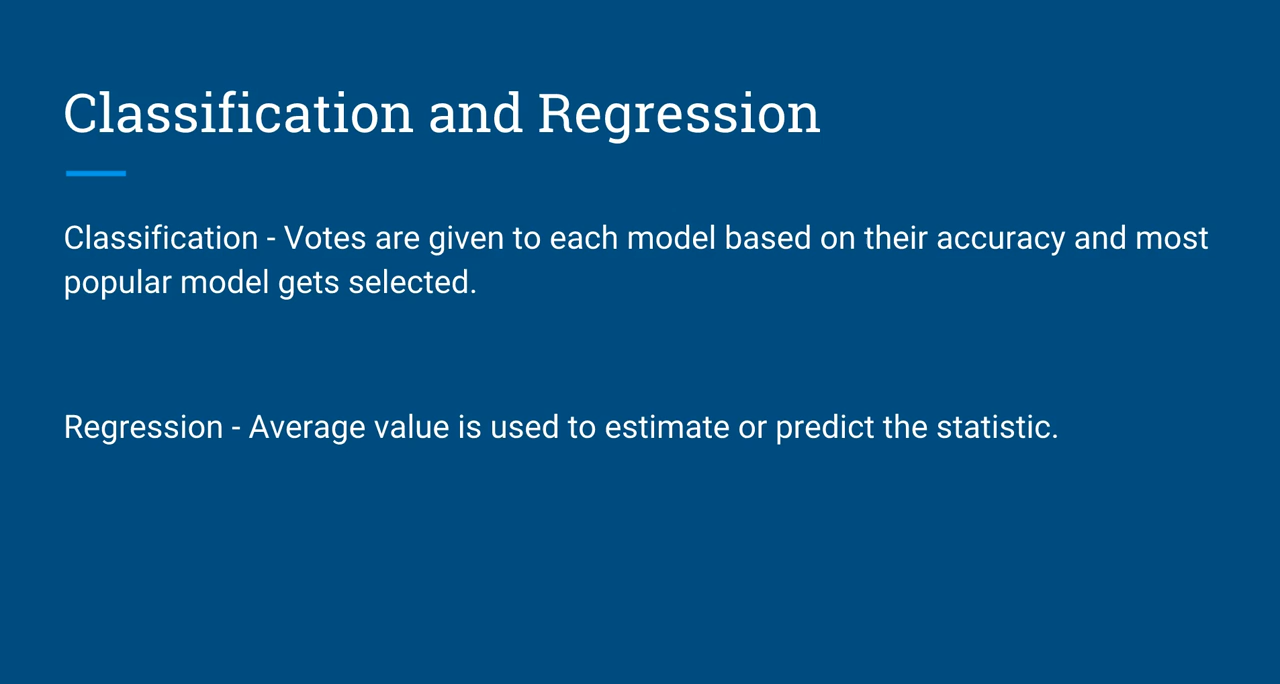 Classification and Regression
Classification - Votes are given to each model based on their accuracy and most
popular model gets selected.
Regression - Average value is used to estimate or predict the statistic.